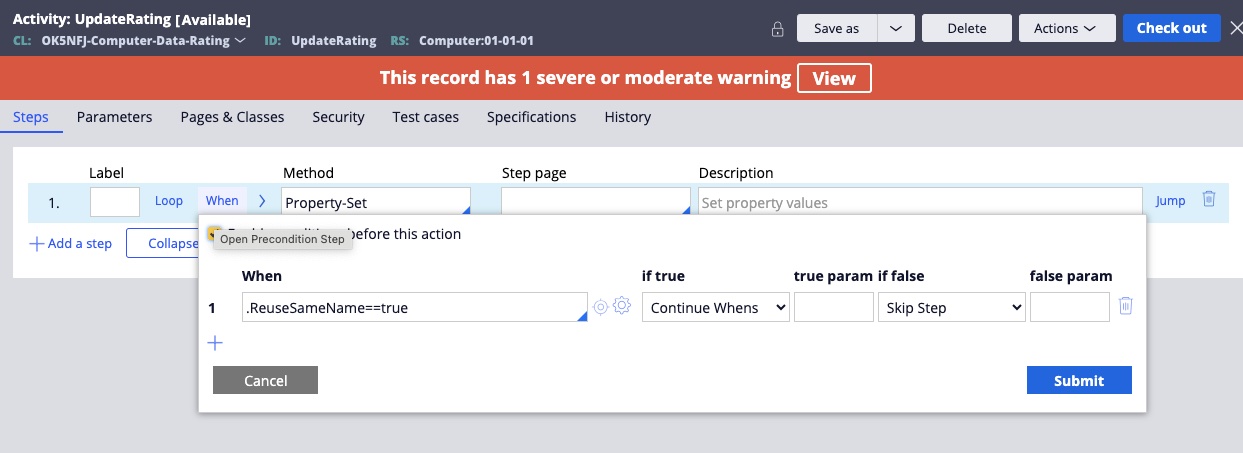 Activity: UpdateRating [Available]
CL: OK5NFJ-Computer-Data-Rating ID: UpdateRating RS: Computer:01-01-01
Save as Delete Actions Check out
This record has 1 severe or moderate warning View
Steps Parameters Pages & Classes Security Test cases Specifications History
Label Method Step page Description
1. Loop When Property-Set Set property values Jump
Add a step Collapse
Open Precondition Step before this action
When if true true param if false false param
1 .ReuseSameName==true Continue Whens Skip Step
Cancel Submit